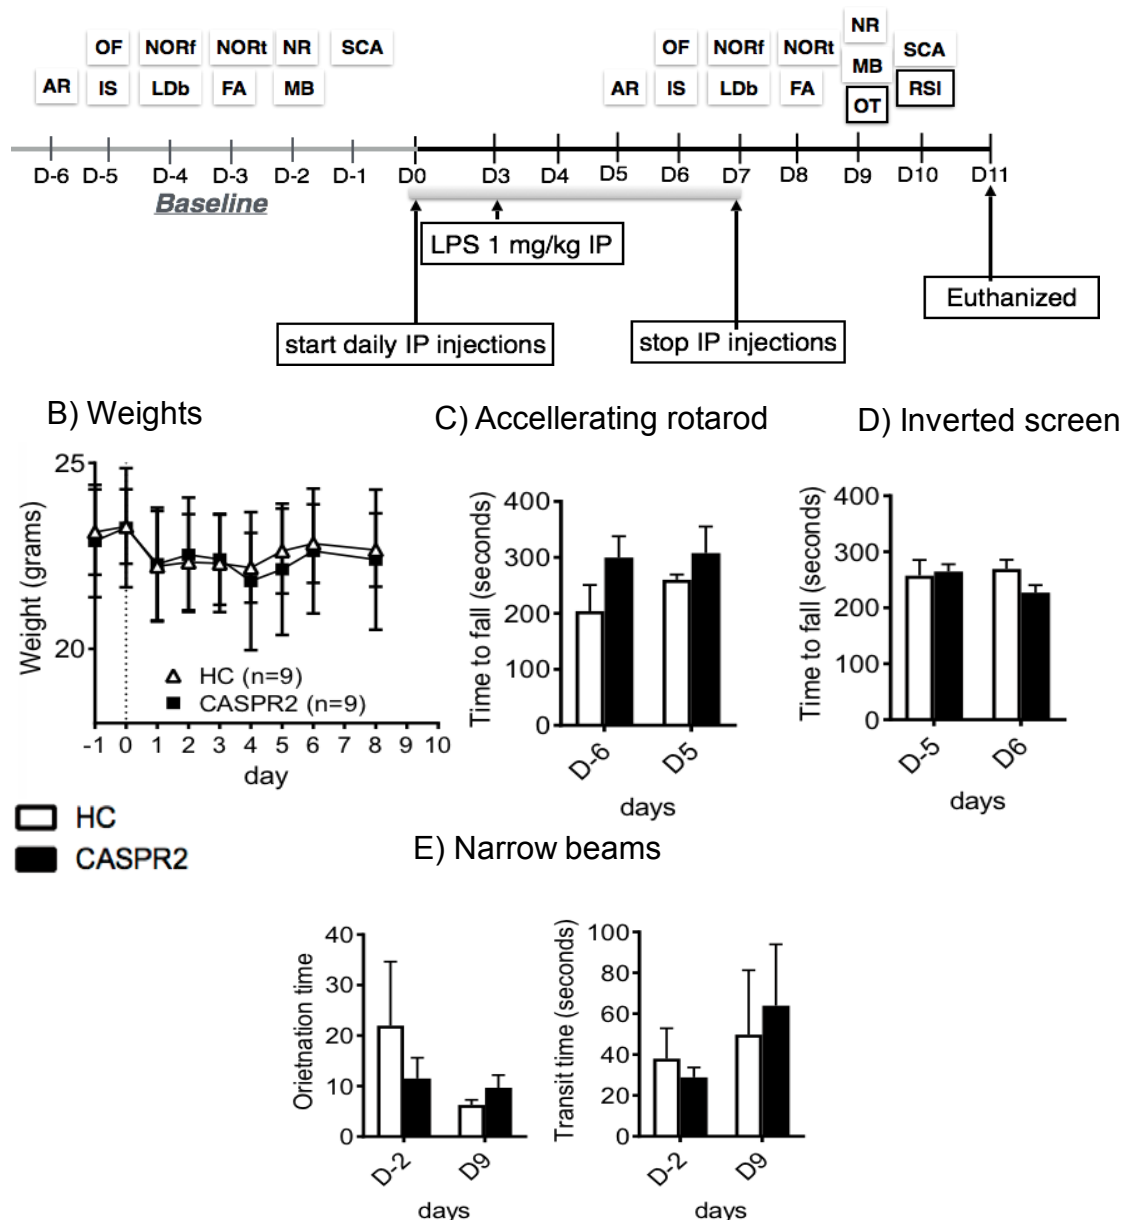 NR
OF NORf NORt NR SCA OF NORf NORt SCA
MB
AR IS LDb FA MB AR IS LDb FA RSI
OT
D-6 D-5 D-4 D-3 D-2 D-1 D0 D3 D4 D5 D6 D7 D8 D9 D10 D11
Baseline
LPS 1 mg/kg IP
Euthanized
start daily IP injections
stop IP injections
B) Weights
C) Accellerating rotarod
D) Inverted screen
Weight (grams)
25
20
HC (n=9)
CASPR2 (n=9)
-1 0 1 2 3 4 5 6 7 8 9 10
day
Time to fall (seconds)
400
300
200
100
0
D-6 D5
days
Time to fall (seconds)
400
300
200
100
0
D-5 D6
days
HC
CASPR2
E) Narrow beams
Orietnation time
40
30
20
10
0
D-2 D9
days
Transit time (seconds)
100
80
60
40
20
0
D-2 D9
days